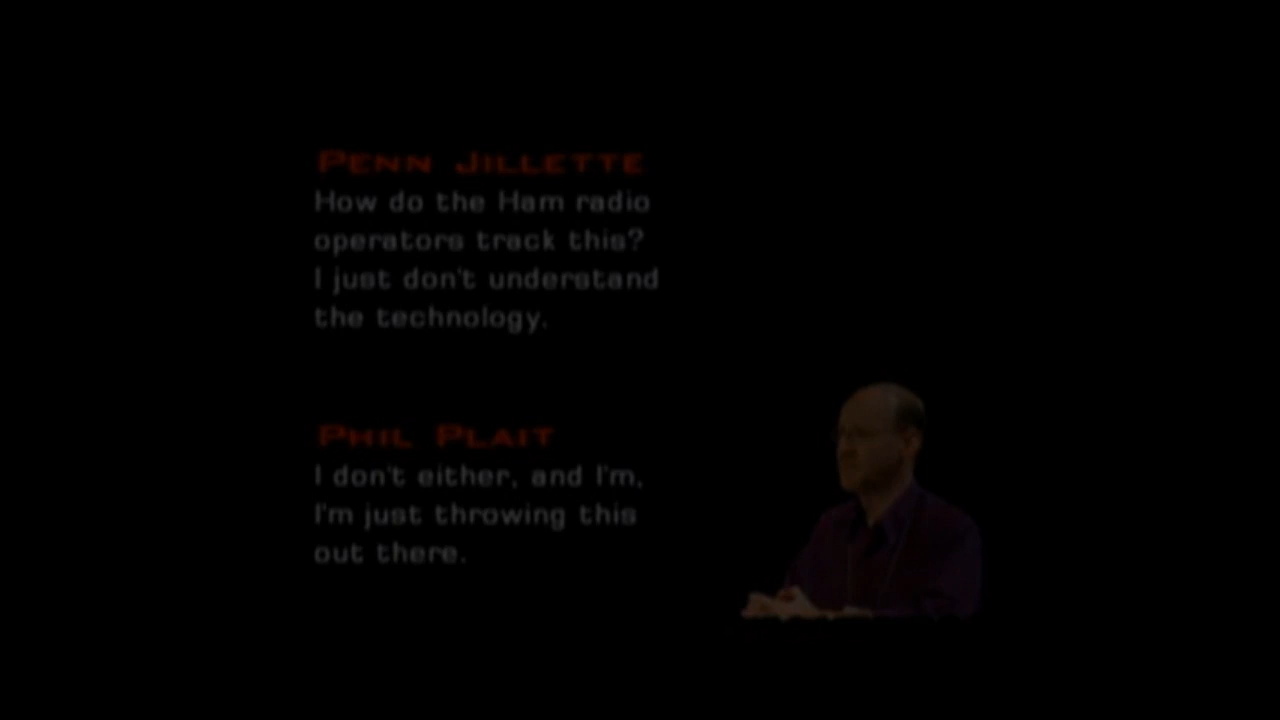 PENN JILLETTE
How do the Ham radio
operators track this?
I just don't understand
the technology.
PHIL PLAIT
I don't either, and I'm,
I'm just throwing this
out there.